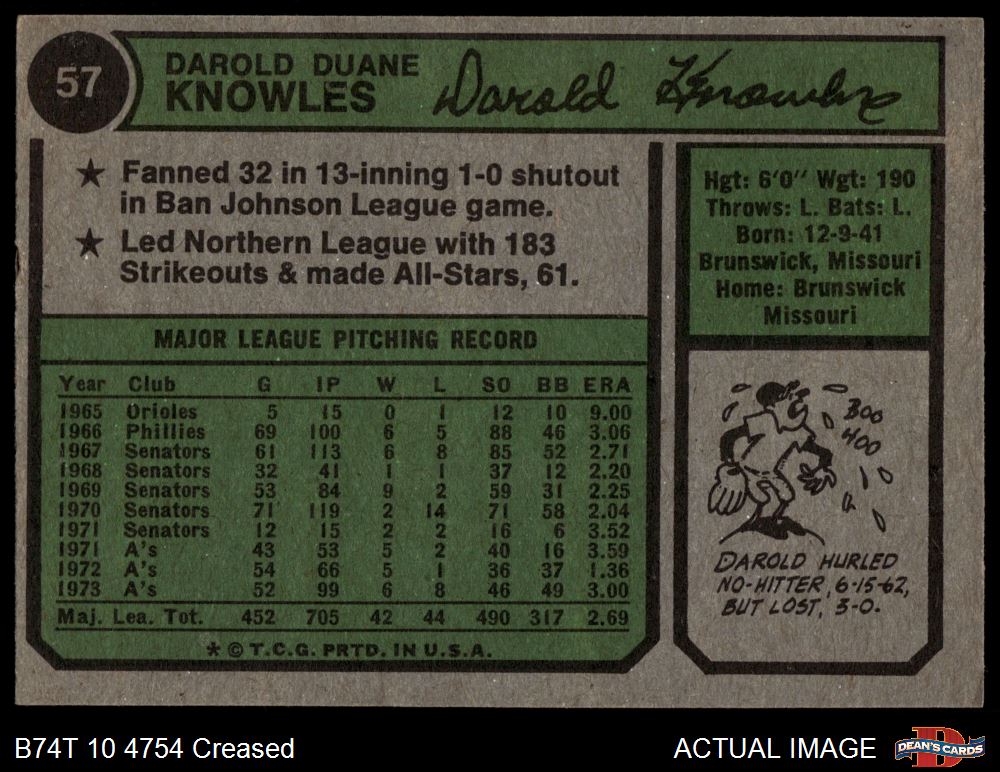 57
DAROLD DUANE
KNOWLES
Darold Knowles
★ Fanned 32 in 13-inning 1-0 shutout
in Ban Johnson League game.
★ Led Northern League with 183
Strikeouts & made All-Stars, 61.
MAJOR LEAGUE PITCHING RECORD
Year Club G IP W L SO BB ERA
1965 Orioles 5 15 0 1 12 10 9.00
1966 Phillies 69 100 6 5 88 46 3.06
1967 Senators 61 113 6 8 85 52 2.71
1968 Senators 32 41 1 1 37 12 2.20
1969 Senators 53 84 9 2 59 31 2.25
1970 Senators 71 119 2 14 71 58 2.04
1971 Senators 12 15 2 2 16 6 3.52
1971 A's 43 53 5 2 40 16 3.59
1972 A's 54 66 5 1 36 37 1.36
1973 A's 52 99 6 8 46 49 3.00
Maj. Lea. Tot. 452 705 42 44 490 317 2.69
* © T.C.G. PRTD. IN U.S.A.
Hgt: 6'0" Wgt: 190
Throws: L. Bats: L.
Born: 12-9-41
Brunswick, Missouri
Home: Brunswick
Missouri
BOO
HOO
DAROLD HURLED
NO-HITTER, 6-15-62,
BUT LOST, 3-0.
B74T 10 4754 Creased
ACTUAL IMAGE
DEAN'S CARDS